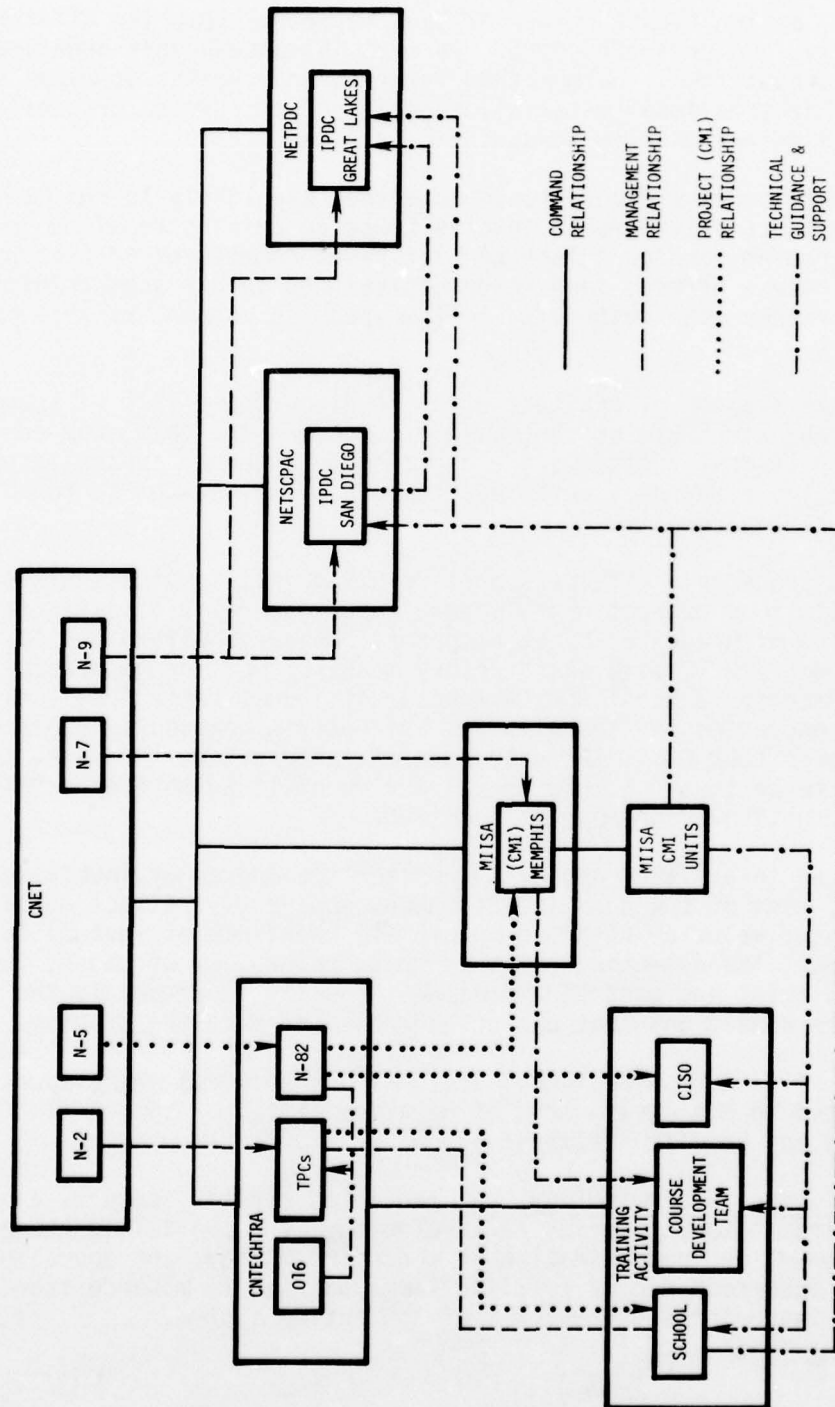 CNET
N-2
N-5
N-7
N-9
CNTECHTRA
016
TPCs
N-82
MIISA
(CMI)
MEMPHIS
NETSCPAC
IPDC
SAN DIEGO
NETPDC
IPDC
GREAT LAKES
TRAINING
ACTIVITY
SCHOOL
COURSE
DEVELOPMENT
TEAM
CISO
MIISA
CMI
UNITS
COMMAND
RELATIONSHIP
MANAGEMENT
RELATIONSHIP
PROJECT (CMI)
RELATIONSHIP
TECHNICAL
GUIDANCE &
SUPPORT